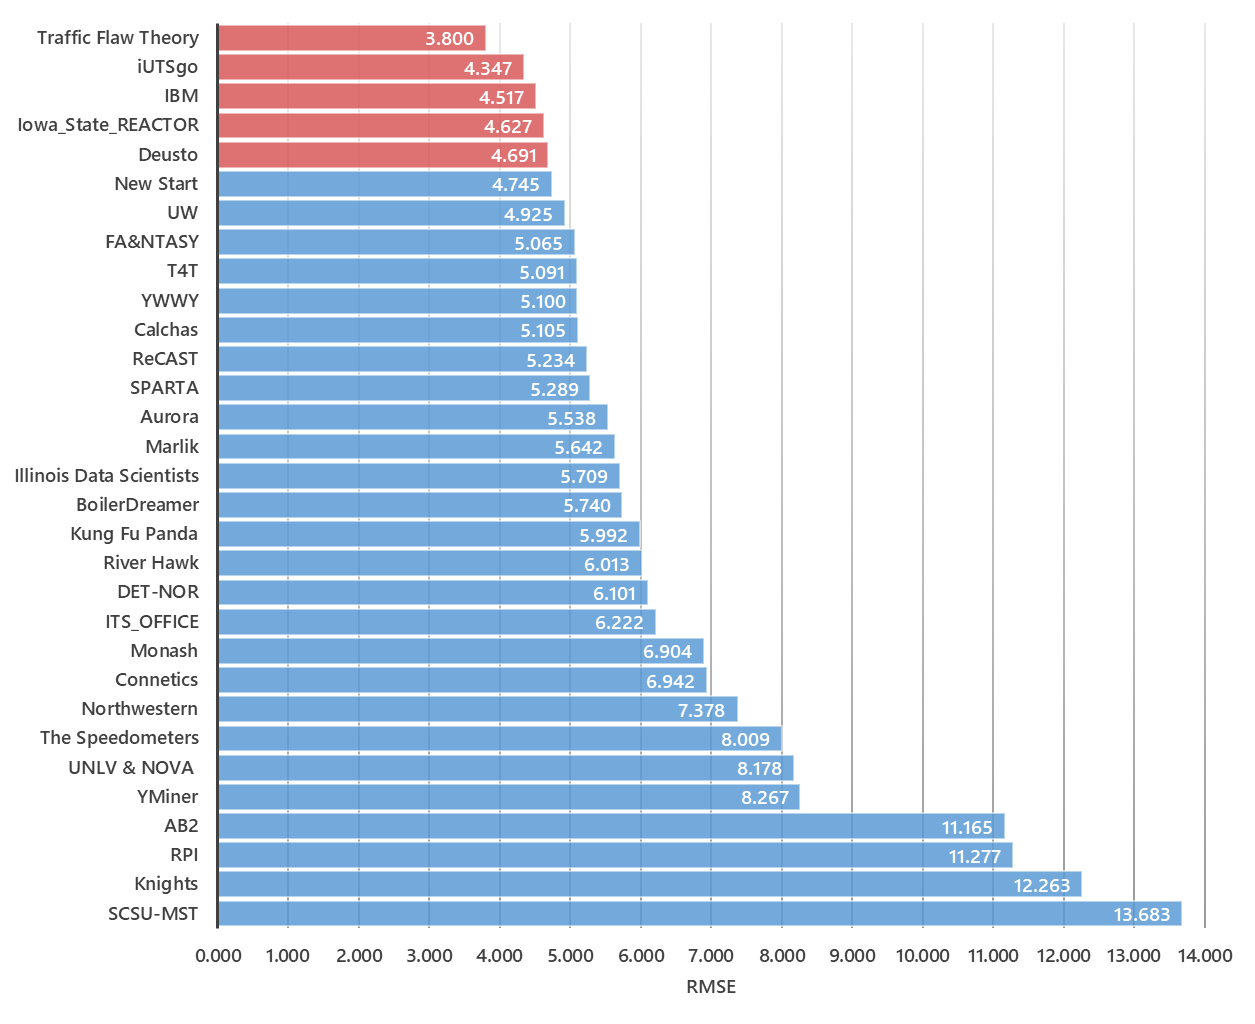 Traffic Flaw Theory 3.800
iUTSgo 4.347
IBM 4.517
Iowa_State_REACTOR 4.627
Deusto 4.691
New Start 4.745
UW 4.925
FA&NTASY 5.065
T4T 5.091
YWWY 5.100
Calchas 5.105
ReCAST 5.234
SPARTA 5.289
Aurora 5.538
Marlik 5.642
Illinois Data Scientists 5.709
BoilerDreamer 5.740
Kung Fu Panda 5.992
River Hawk 6.013
DET-NOR 6.101
ITS_OFFICE 6.222
Monash 6.904
Connetics 6.942
Northwestern 7.378
The Speedometers 8.009
UNLV & NOVA 8.178
YMiner 8.267
AB2 11.165
RPI 11.277
Knights 12.263
SCSU-MST 13.683
0.000 1.000 2.000 3.000 4.000 5.000 6.000 7.000 8.000 9.000 10.000 11.000 12.000 13.000 14.000
RMSE